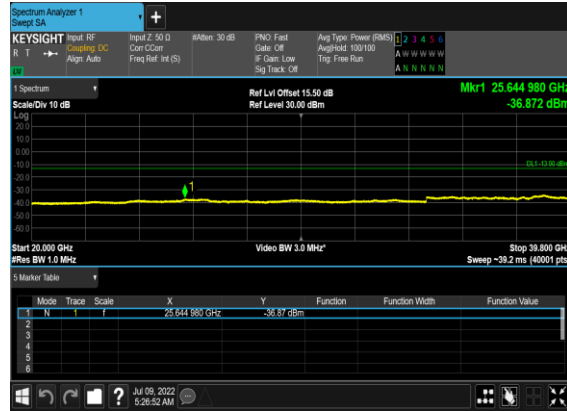 Spectrum Analyzer 1
Swept SA
+
KEYSIGHT Input: RF Input Z: 50 Ω #Atten: 30 dB PNO: Fast Avg Type: Power (RMS) 1 2 3 4 5 6
R T Coupling: DC Corr CCorr Gate: Off Avg|Hold: 100/100 A W W W W W
Align: Auto Freq Ref: Int (S) IF Gain: Low Trig: Free Run
Sig Track: Off A N N N N N
1 Spectrum Ref Lvl Offset 15.50 dB Mkr1 25.644 980 GHz
Scale/Div 10 dB Ref Level 30.00 dBm -36.872 dBm
Log
20.0
10.0
0.00
-10.0
DL1 -13.00 dBm
-20.0
-30.0
1
-40.0
-50.0
-60.0
Start 20.000 GHz Video BW 3.0 MHz* Stop 39.800 GHz
#Res BW 1.0 MHz Sweep ~39.2 ms (40001 pts)
5 Marker Table
Mode Trace Scale X Y Function Function Width Function Value
1 N 1 f 25.644 980 GHz -36.87 dBm
2
3
4
5
6
? Jul 09, 2022
5:26:52 AM